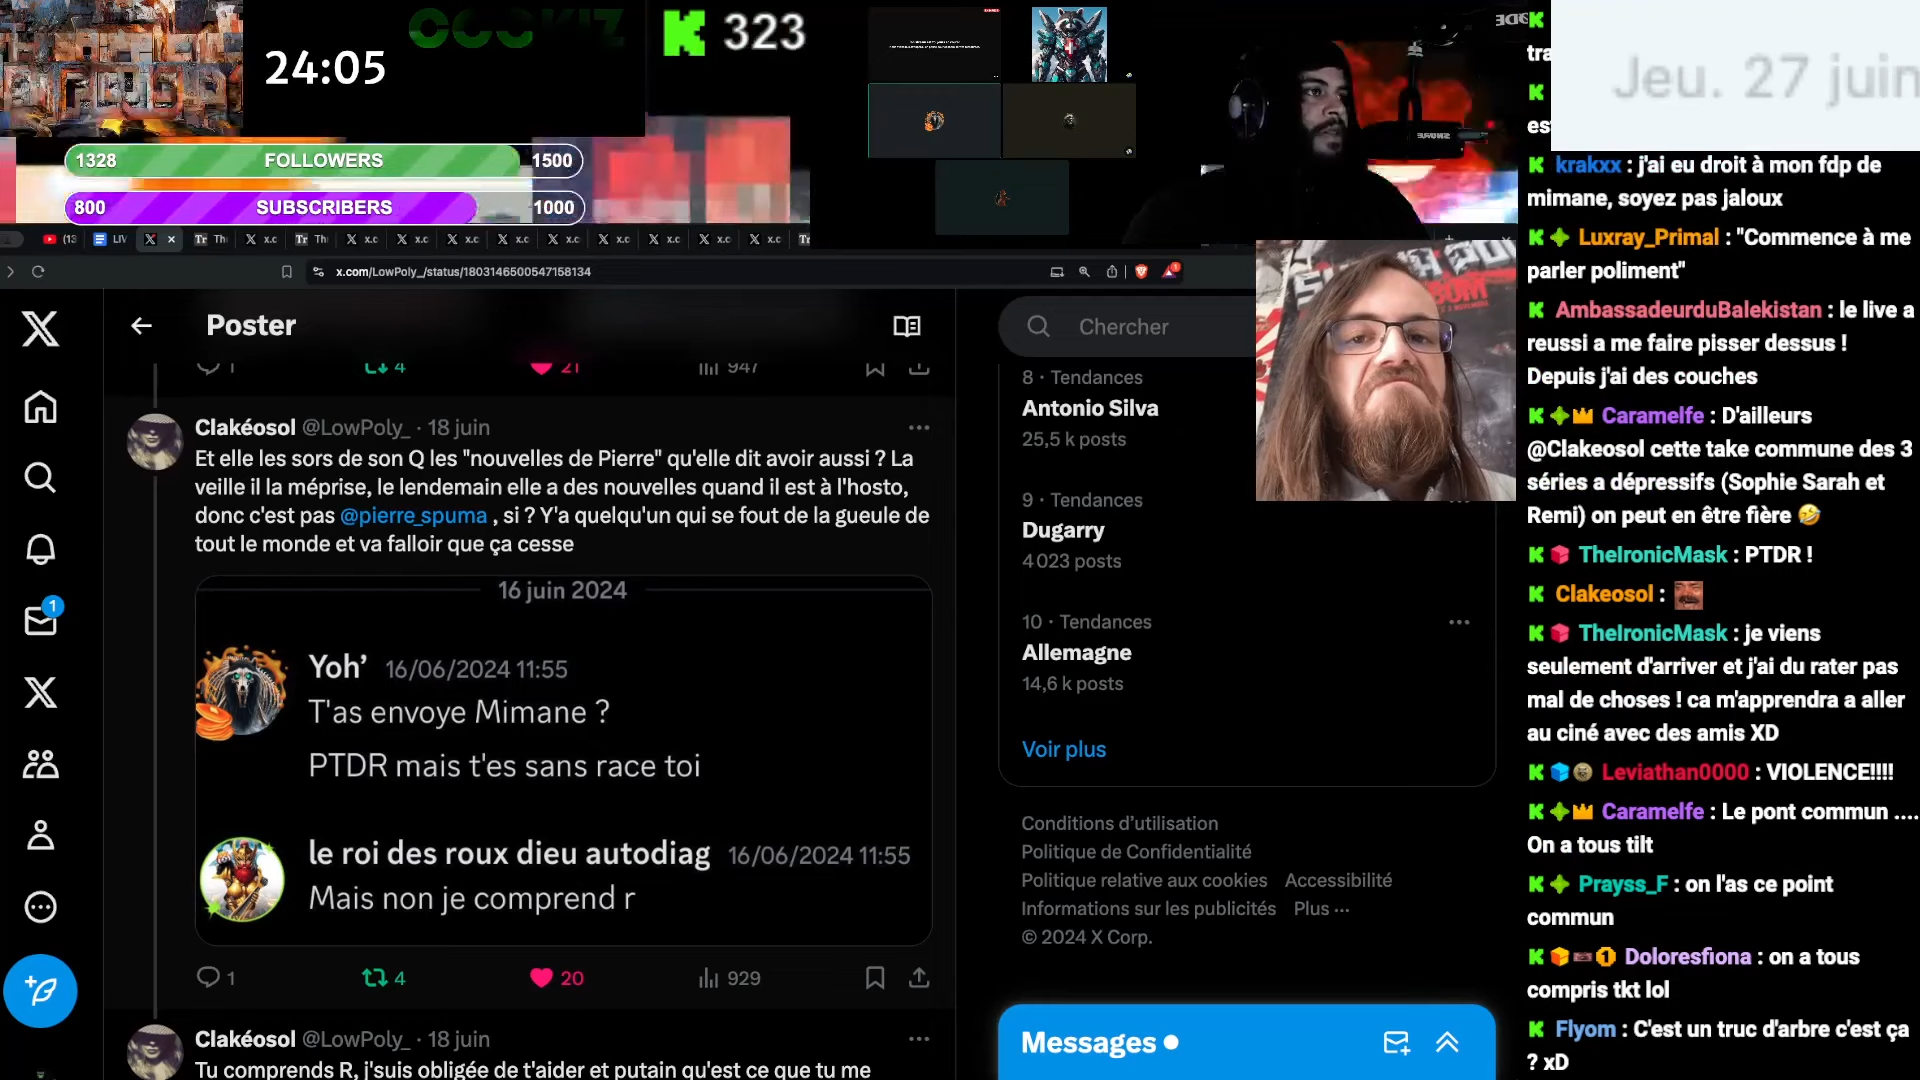 24:05
COOKIZ
323
1328 FOLLOWERS 1500
800 SUBSCRIBERS 1000
Jeu. 27 juin
x.com/LowPoly_/status/1803146500547158134
Poster
1 4 21 947
Clakéosol @LowPoly_ · 18 juin
Et elle les sors de son Q les "nouvelles de Pierre" qu'elle dit avoir aussi ? La
veille il la méprise, le lendemain elle a des nouvelles quand il est à l'hosto,
donc c'est pas @pierre_spuma , si ? Y'a quelqu'un qui se fout de la gueule de
tout le monde et va falloir que ça cesse
16 juin 2024
Yoh’ 16/06/2024 11:55
T'as envoye Mimane ?
PTDR mais t'es sans race toi
le roi des roux dieu autodiag 16/06/2024 11:55
Mais non je comprend r
1 4 20 929
Clakéosol @LowPoly_ · 18 juin
Tu comprends R, j'suis obligée de t'aider et putain qu'est ce que tu me
1
Chercher
8 · Tendances
Antonio Silva
25,5 k posts
9 · Tendances
Dugarry
4 023 posts
10 · Tendances
Allemagne
14,6 k posts
Voir plus
Conditions d’utilisation
Politique de Confidentialité
Politique relative aux cookies Accessibilité
Informations sur les publicités Plus ···
© 2024 X Corp.
Messages
krakxx : j'ai eu droit à mon fdp de
mimane, soyez pas jaloux
Luxray_Primal : "Commence à me
parler poliment"
AmbassadeurduBalekistan : le live a
reussi a me faire pisser dessus !
Depuis j'ai des couches
Caramelfe : D'ailleurs
@Clakeosol cette take commune des 3
séries a dépressifs (Sophie Sarah et
Remi) on peut en être fière 🤣
TheIronicMask : PTDR !
Clakeosol :
TheIronicMask : je viens
seulement d'arriver et j'ai du rater pas
mal de choses ! ca m'apprendra a aller
au ciné avec des amis XD
Leviathan0000 : VIOLENCE!!!!
Caramelfe : Le pont commun ....
On a tous tilt
Prayss_F : on l'as ce point
commun
Doloresfiona : on a tous
compris tkt lol
Flyom : C'est un truc d'arbre c'est ça
? xD